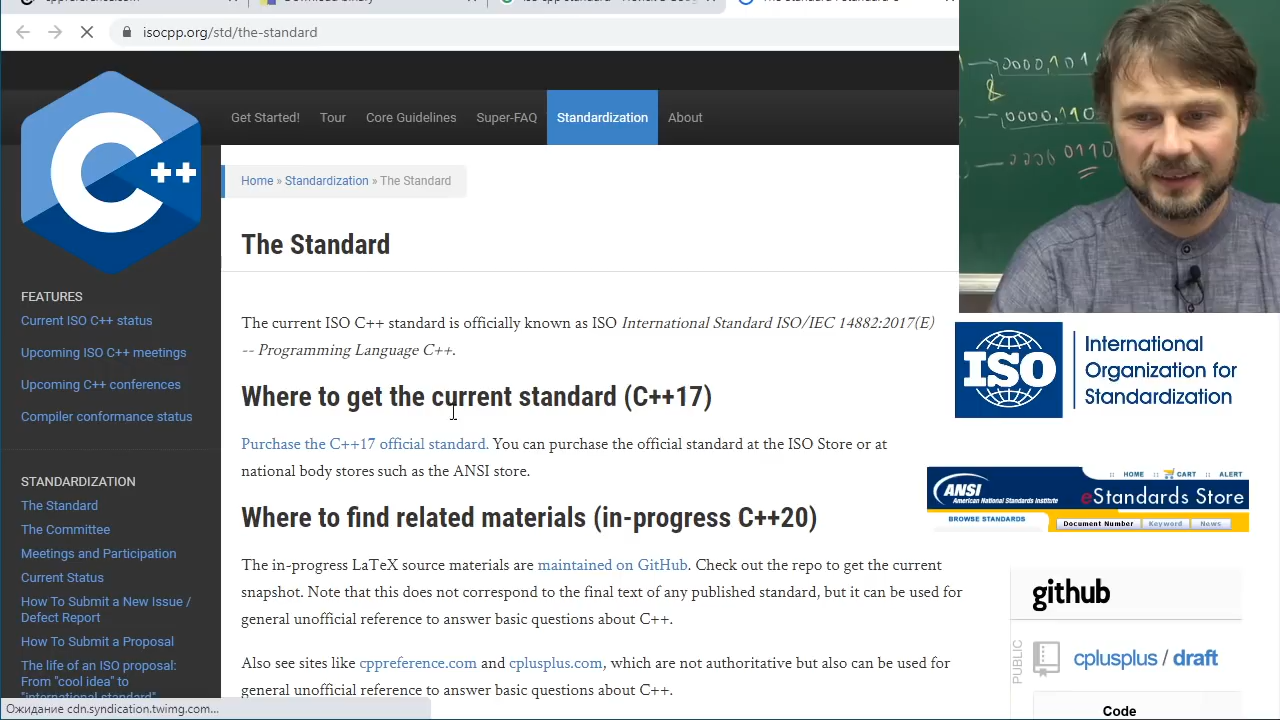 isocpp.org/std/the-standard
Get Started! Tour Core Guidelines Super-FAQ Standardization About
C ++
Home » Standardization » The Standard
The Standard
FEATURES
Current ISO C++ status
Upcoming ISO C++ meetings
Upcoming C++ conferences
Compiler conformance status
STANDARDIZATION
The Standard
The Committee
Meetings and Participation
Current Status
How To Submit a New Issue /
Defect Report
How To Submit a Proposal
The life of an ISO proposal:
From "cool idea" to
"international standard"
The current ISO C++ standard is officially known as ISO International Standard ISO/IEC 14882:2017(E)
-- Programming Language C++.
Where to get the current standard (C++17)
Purchase the C++17 official standard. You can purchase the official standard at the ISO Store or at
national body stores such as the ANSI store.
Where to find related materials (in-progress C++20)
The in-progress LaTeX source materials are maintained on GitHub. Check out the repo to get the current
snapshot. Note that this does not correspond to the final text of any published standard, but it can be used for
general unofficial reference to answer basic questions about C++.
Also see sites like cppreference.com and cplusplus.com, which are not authoritative but also can be used for
general unofficial reference to answer basic questions about C++.
Ожидание cdn.syndication.twimg.com...
ISO
International
Organization for
Standardization
ANSI
American National Standards Institute
:: HOME :: CART :: ALERT
eStandards Store
BROWSE STANDARDS
Document Number Keyword News
github
PUBLIC
cplusplus / draft
Code